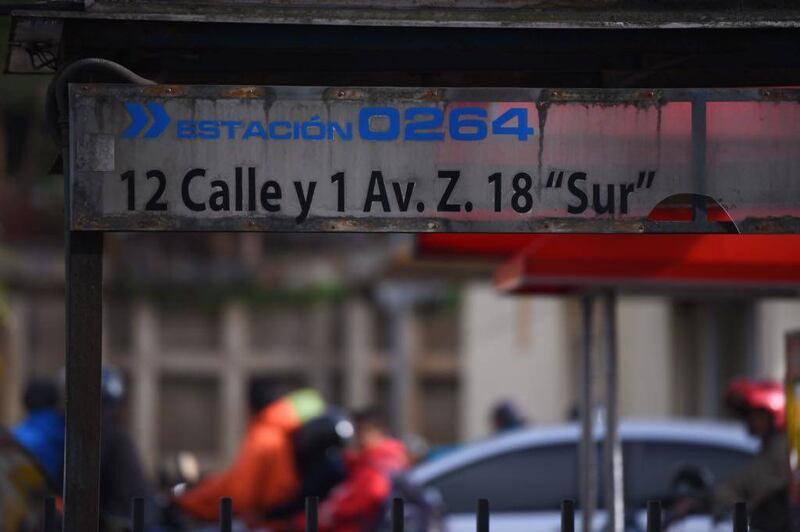 ESTACIÓN 0264
12 Calle y 1 Av. Z. 18 “Sur”